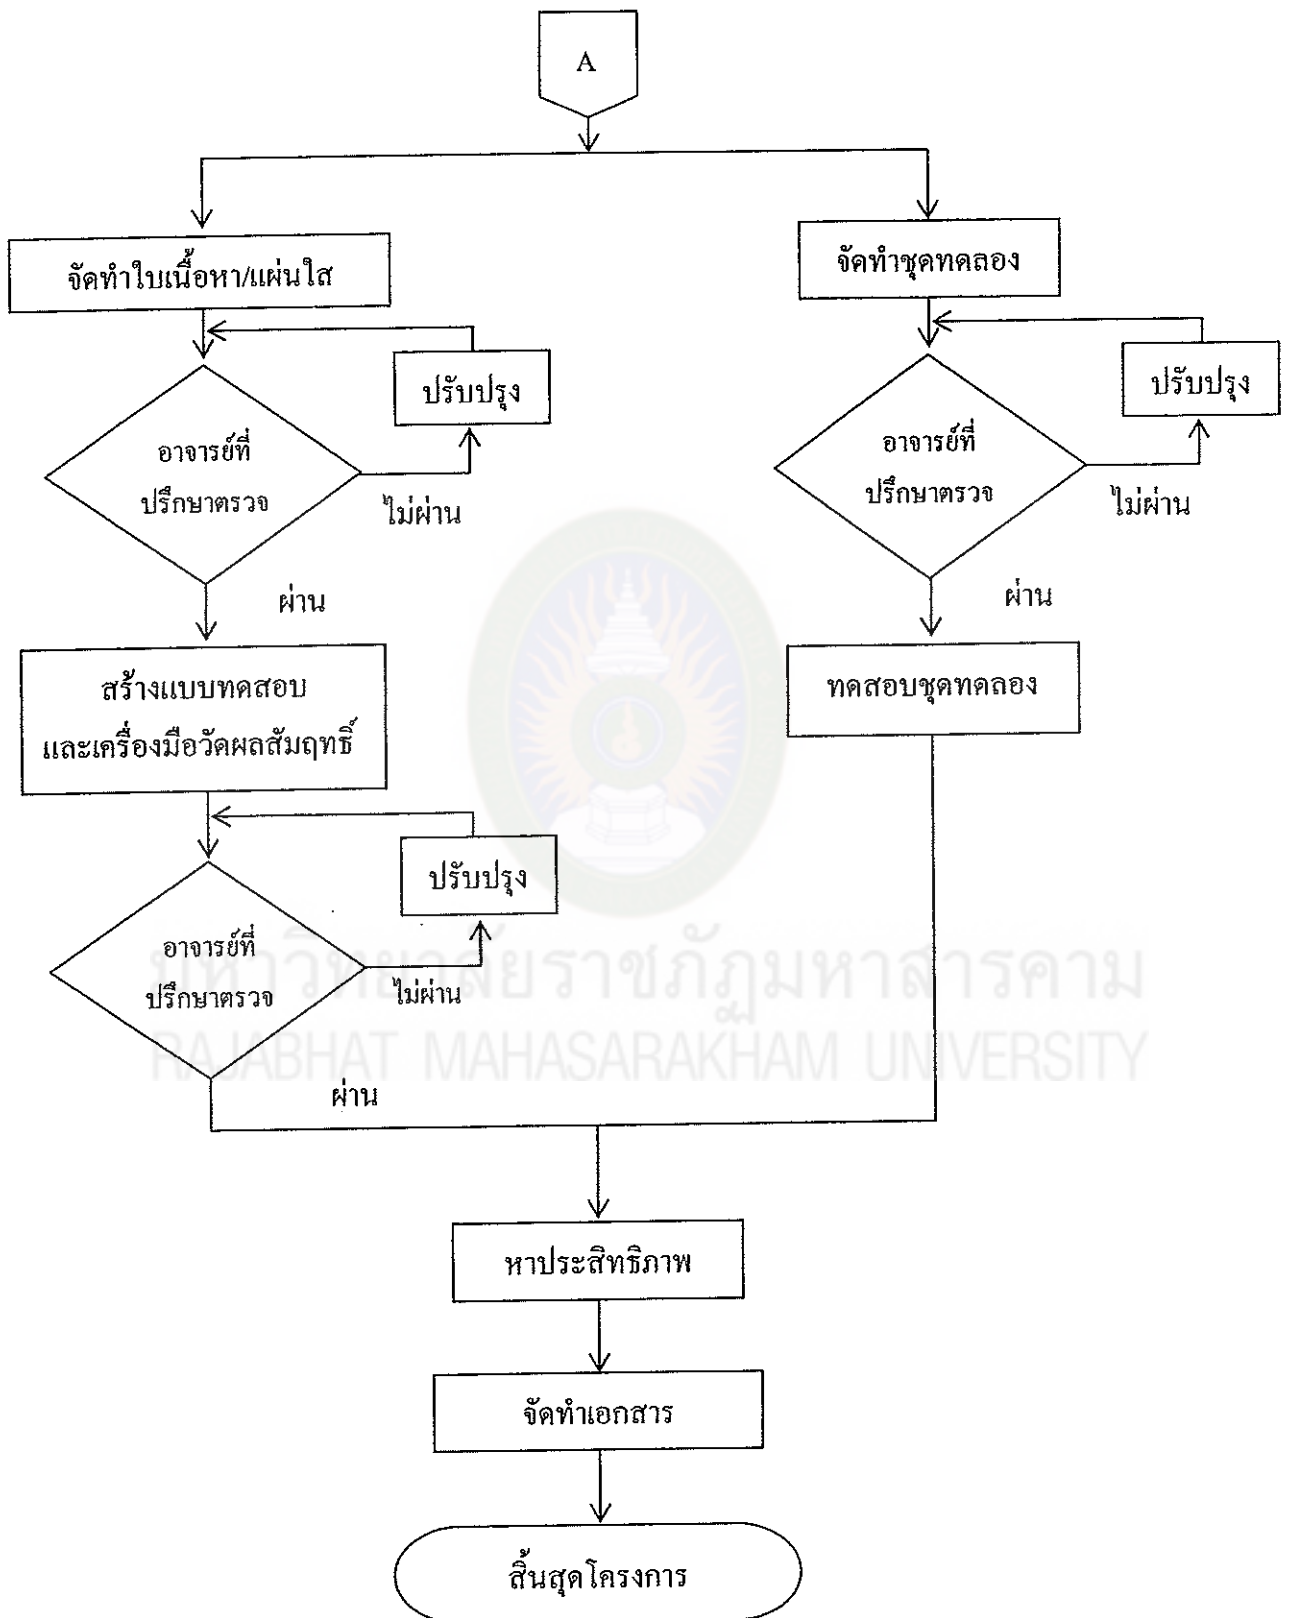 A
จัดทำใบเนื้อหา/แผ่นใส
จัดทำชุดทดลอง
ปรับปรุง
ปรับปรุง
อาจารย์ที่
ปรึกษาตรวจ
ไม่ผ่าน
อาจารย์ที่
ปรึกษาตรวจ
ไม่ผ่าน
ผ่าน
ผ่าน
สร้างแบบทดสอบ
และเครื่องมือวัดผลสัมฤทธิ์
ทดสอบชุดทดลอง
ปรับปรุง
อาจารย์ที่
ปรึกษาตรวจ
ไม่ผ่าน
มหาวิทยาลัยราชภัฏมหาสารคาม
RAJABHAT MAHASARAKHAM UNIVERSITY
ผ่าน
หาประสิทธิภาพ
จัดทำเอกสาร
สิ้นสุดโครงการ